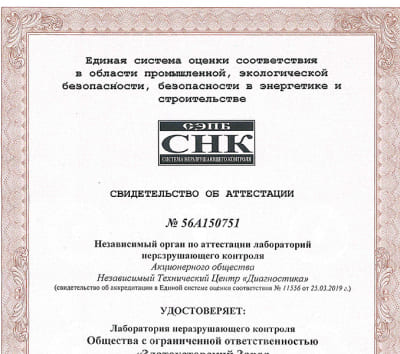 Единая система оценки соответствия
в области промышленной, экологической
безопасности, безопасности в энергетике и
строительстве
СЭПБ
СНК
СИСТЕМА НЕРАЗРУШАЮЩЕГО КОНТРОЛЯ
СВИДЕТЕЛЬСТВО ОБ АТТЕСТАЦИИ
№ 56А150751
Независимый орган по аттестации лабораторий
неразрушающего контроля
Акционерного общества
Независимый Технический Центр «Диагностика»
(свидетельство об аккредитации в Единой системе оценки соответствия № 11536 от 25.03.2019 г.)
УДОСТОВЕРЯЕТ:
Лаборатория неразрушающего контроля
Общества с ограниченной ответственностью